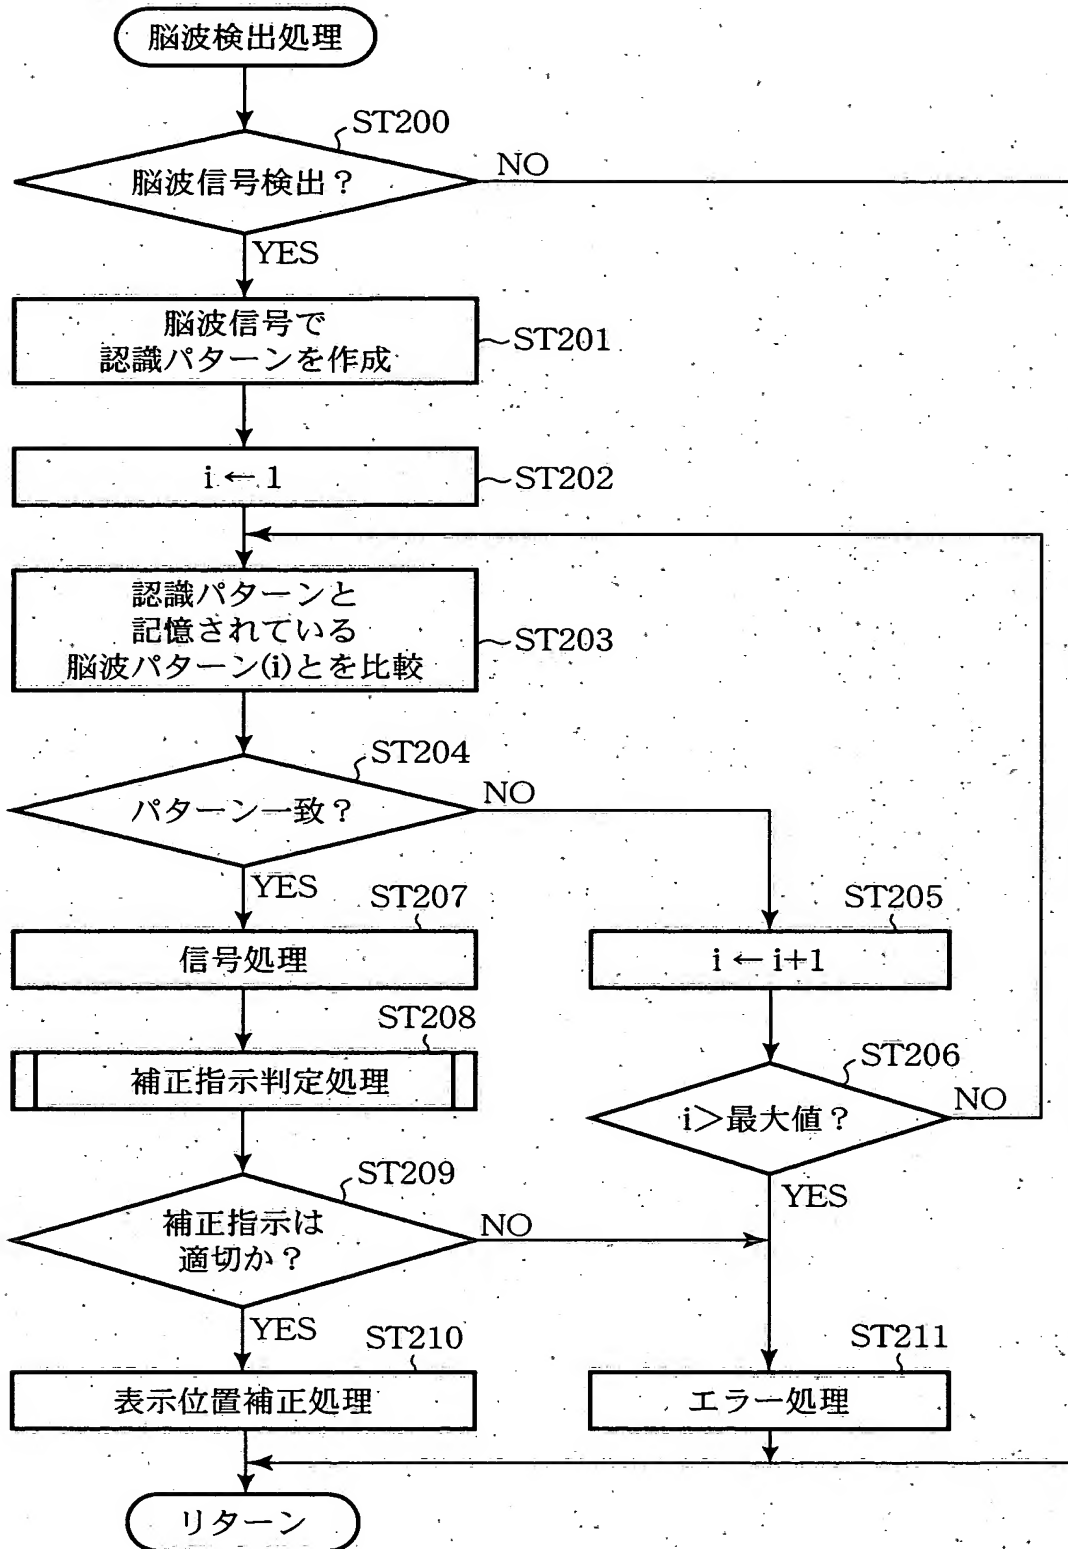 脳波検出処理
ST200
脳波信号検出？
NO
YES
脳波信号で
認識パターンを作成
ST201
i ← 1
ST202
認識パターンと
記憶されている
脳波パターン(i)とを比較
ST203
ST204
パターン一致？
NO
YES
ST207
信号処理
ST205
i ← i+1
ST208
補正指示判定処理
ST206
i＞最大値？
NO
YES
ST209
補正指示は
適切か？
NO
YES
ST210
表示位置補正処理
ST211
エラー処理
リターン